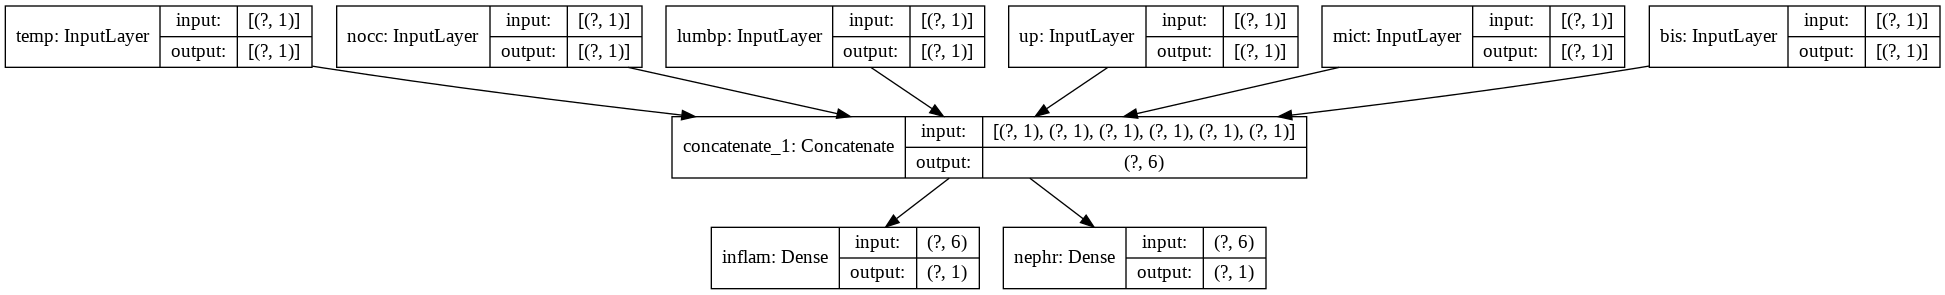 temp: InputLayer
input: [(?, 1)]
output: [(?, 1)]
nocc: InputLayer
input: [(?, 1)]
output: [(?, 1)]
lumbp: InputLayer
input: [(?, 1)]
output: [(?, 1)]
up: InputLayer
input: [(?, 1)]
output: [(?, 1)]
mict: InputLayer
input: [(?, 1)]
output: [(?, 1)]
bis: InputLayer
input: [(?, 1)]
output: [(?, 1)]
concatenate_1: Concatenate
input: [(?, 1), (?, 1), (?, 1), (?, 1), (?, 1), (?, 1)]
output: (?, 6)
inflam: Dense
input: (?, 6)
output: (?, 1)
nephr: Dense
input: (?, 6)
output: (?, 1)